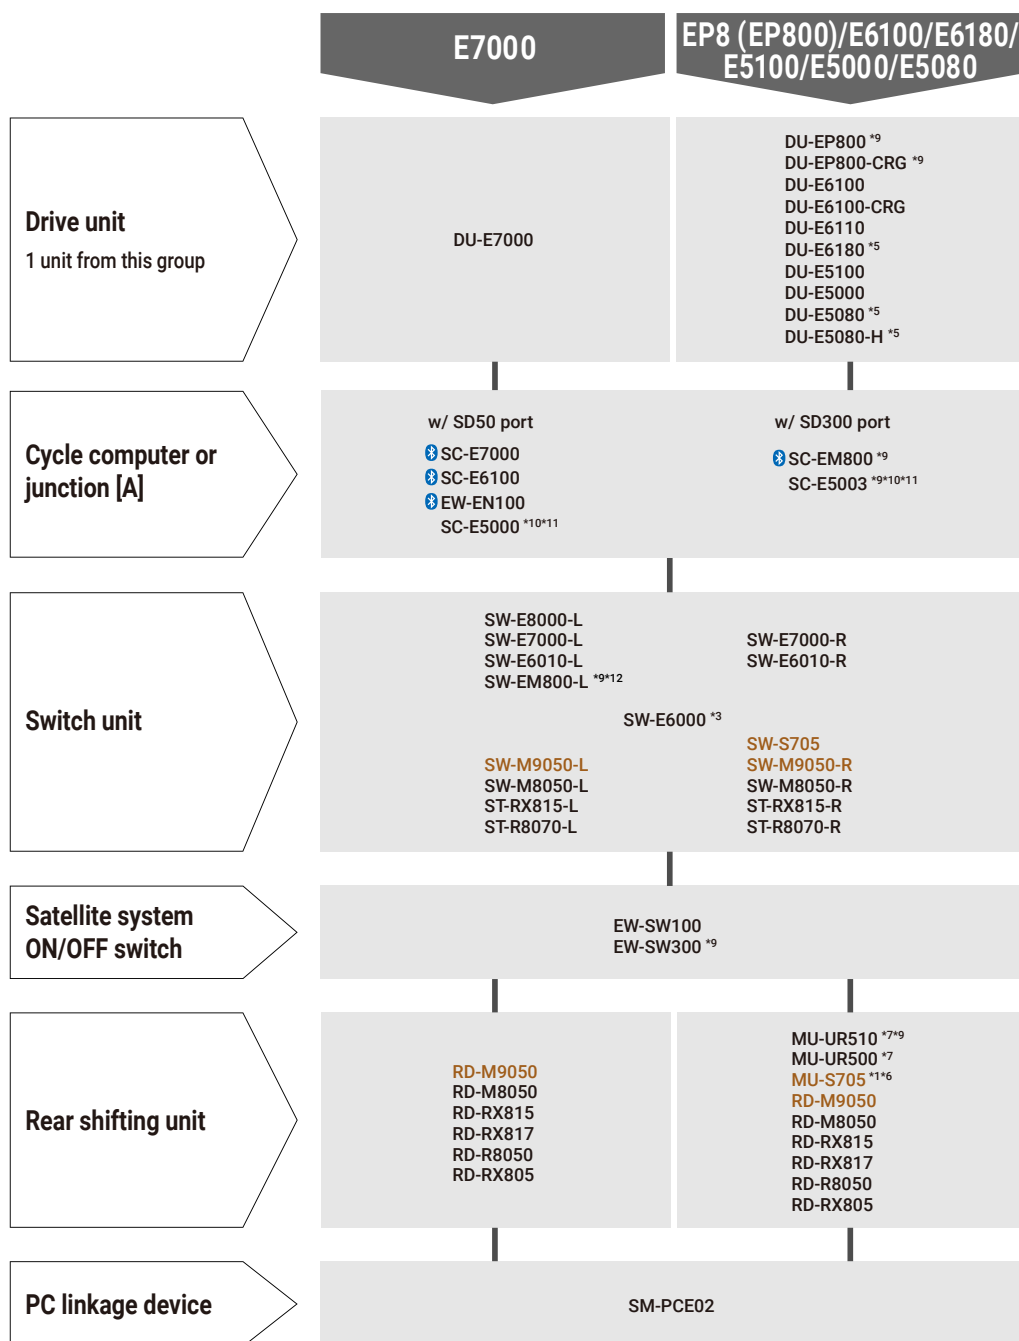 E7000
EP8 (EP800)/E6100/E6180/
E5100/E5000/E5080
Drive unit
1 unit from this group
DU-E7000
DU-EP800 *9
DU-EP800-CRG *9
DU-E6100
DU-E6100-CRG
DU-E6110
DU-E6180 *5
DU-E5100
DU-E5000
DU-E5080 *5
DU-E5080-H *5
Cycle computer or
junction [A]
w/ SD50 port
SC-E7000
SC-E6100
EW-EN100
SC-E5000 *10*11
w/ SD300 port
SC-EM800 *9
SC-E5003 *9*10*11
Switch unit
SW-E8000-L
SW-E7000-L
SW-E6010-L
SW-EM800-L *9*12
SW-E7000-R
SW-E6010-R
SW-E6000 *3
SW-M9050-L
SW-M8050-L
ST-RX815-L
ST-R8070-L
SW-S705
SW-M9050-R
SW-M8050-R
ST-RX815-R
ST-R8070-R
Satellite system
ON/OFF switch
EW-SW100
EW-SW300 *9
Rear shifting unit
RD-M9050
RD-M8050
RD-RX815
RD-RX817
RD-R8050
RD-RX805
MU-UR510 *7*9
MU-UR500 *7
MU-S705 *1*6
RD-M9050
RD-M8050
RD-RX815
RD-RX817
RD-R8050
RD-RX805
PC linkage device
SM-PCE02